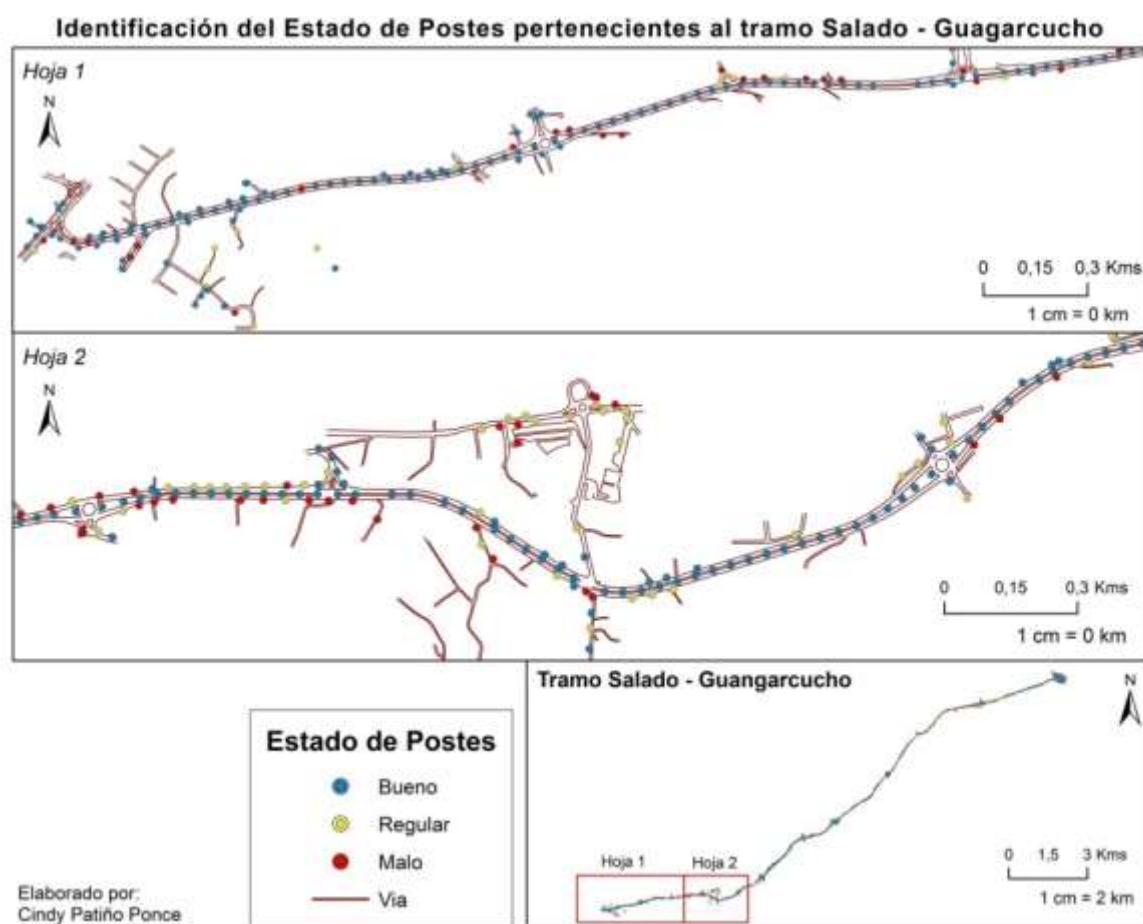 Identificación del Estado de Postes pertenecientes al tramo Salado - Guagarcucho
Hoja 1
N
0 0,15 0,3 Kms
1 cm = 0 km
Hoja 2
N
0 0,15 0,3 Kms
1 cm = 0 km
Estado de Postes
Bueno
Regular
Malo
Via
Elaborado por:
Cindy Patiño Ponce
Tramo Salado - Guangarcucho
N
Hoja 1 Hoja 2
0 1,5 3 Kms
1 cm = 2 km